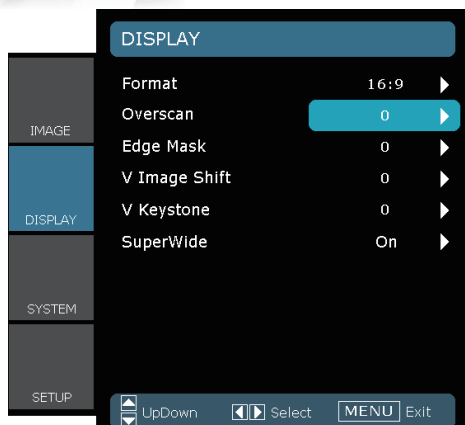 DISPLAY
IMAGE
DISPLAY
SYSTEM
SETUP
Format 16:9
Overscan 0
Edge Mask 0
V Image Shift 0
V Keystone 0
SuperWide On
UpDown Select MENU Exit